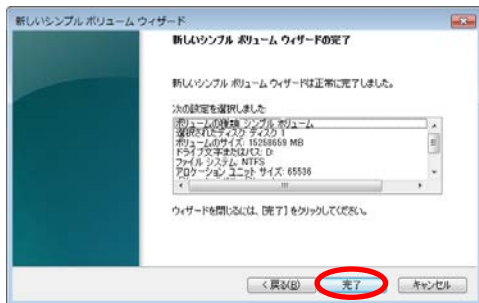 新しいシンプル ボリューム ウィザード
新しいシンプル ボリューム ウィザードの完了
新しいシンプル ボリューム ウィザードは正常に完了しました。
次の設定を選択しました:
ボリュームの種類: シンプル ボリューム
選択されたディスク: ディスク 1
ボリュームのサイズ: 15258659 MB
ドライブ文字またはパス: D:
ファイル システム: NTFS
アロケーション ユニット サイズ: 65536
ウィザードを閉じるには、[完了] をクリックしてください。
< 戻る(B)
完了
キャンセル